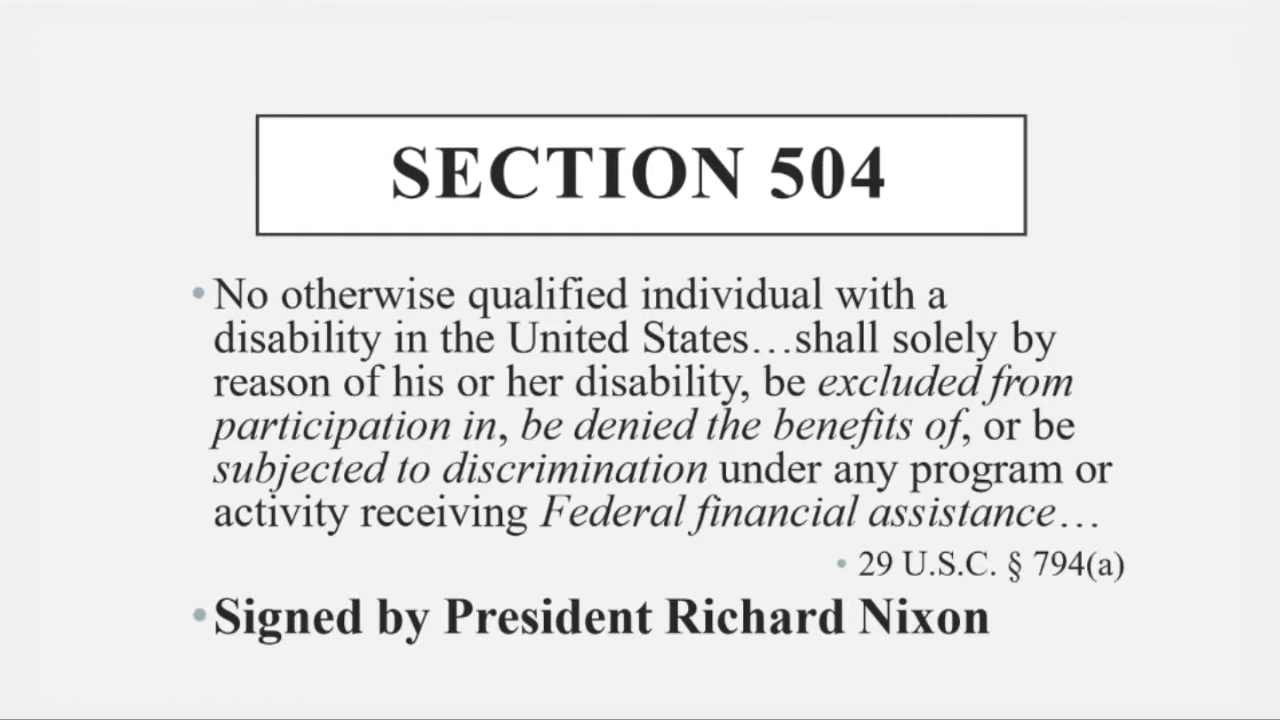 SECTION 504
• No otherwise qualified individual with a
disability in the United States…shall solely by
reason of his or her disability, be excluded from
participation in, be denied the benefits of, or be
subjected to discrimination under any program or
activity receiving Federal financial assistance…
• 29 U.S.C. § 794(a)
• Signed by President Richard Nixon